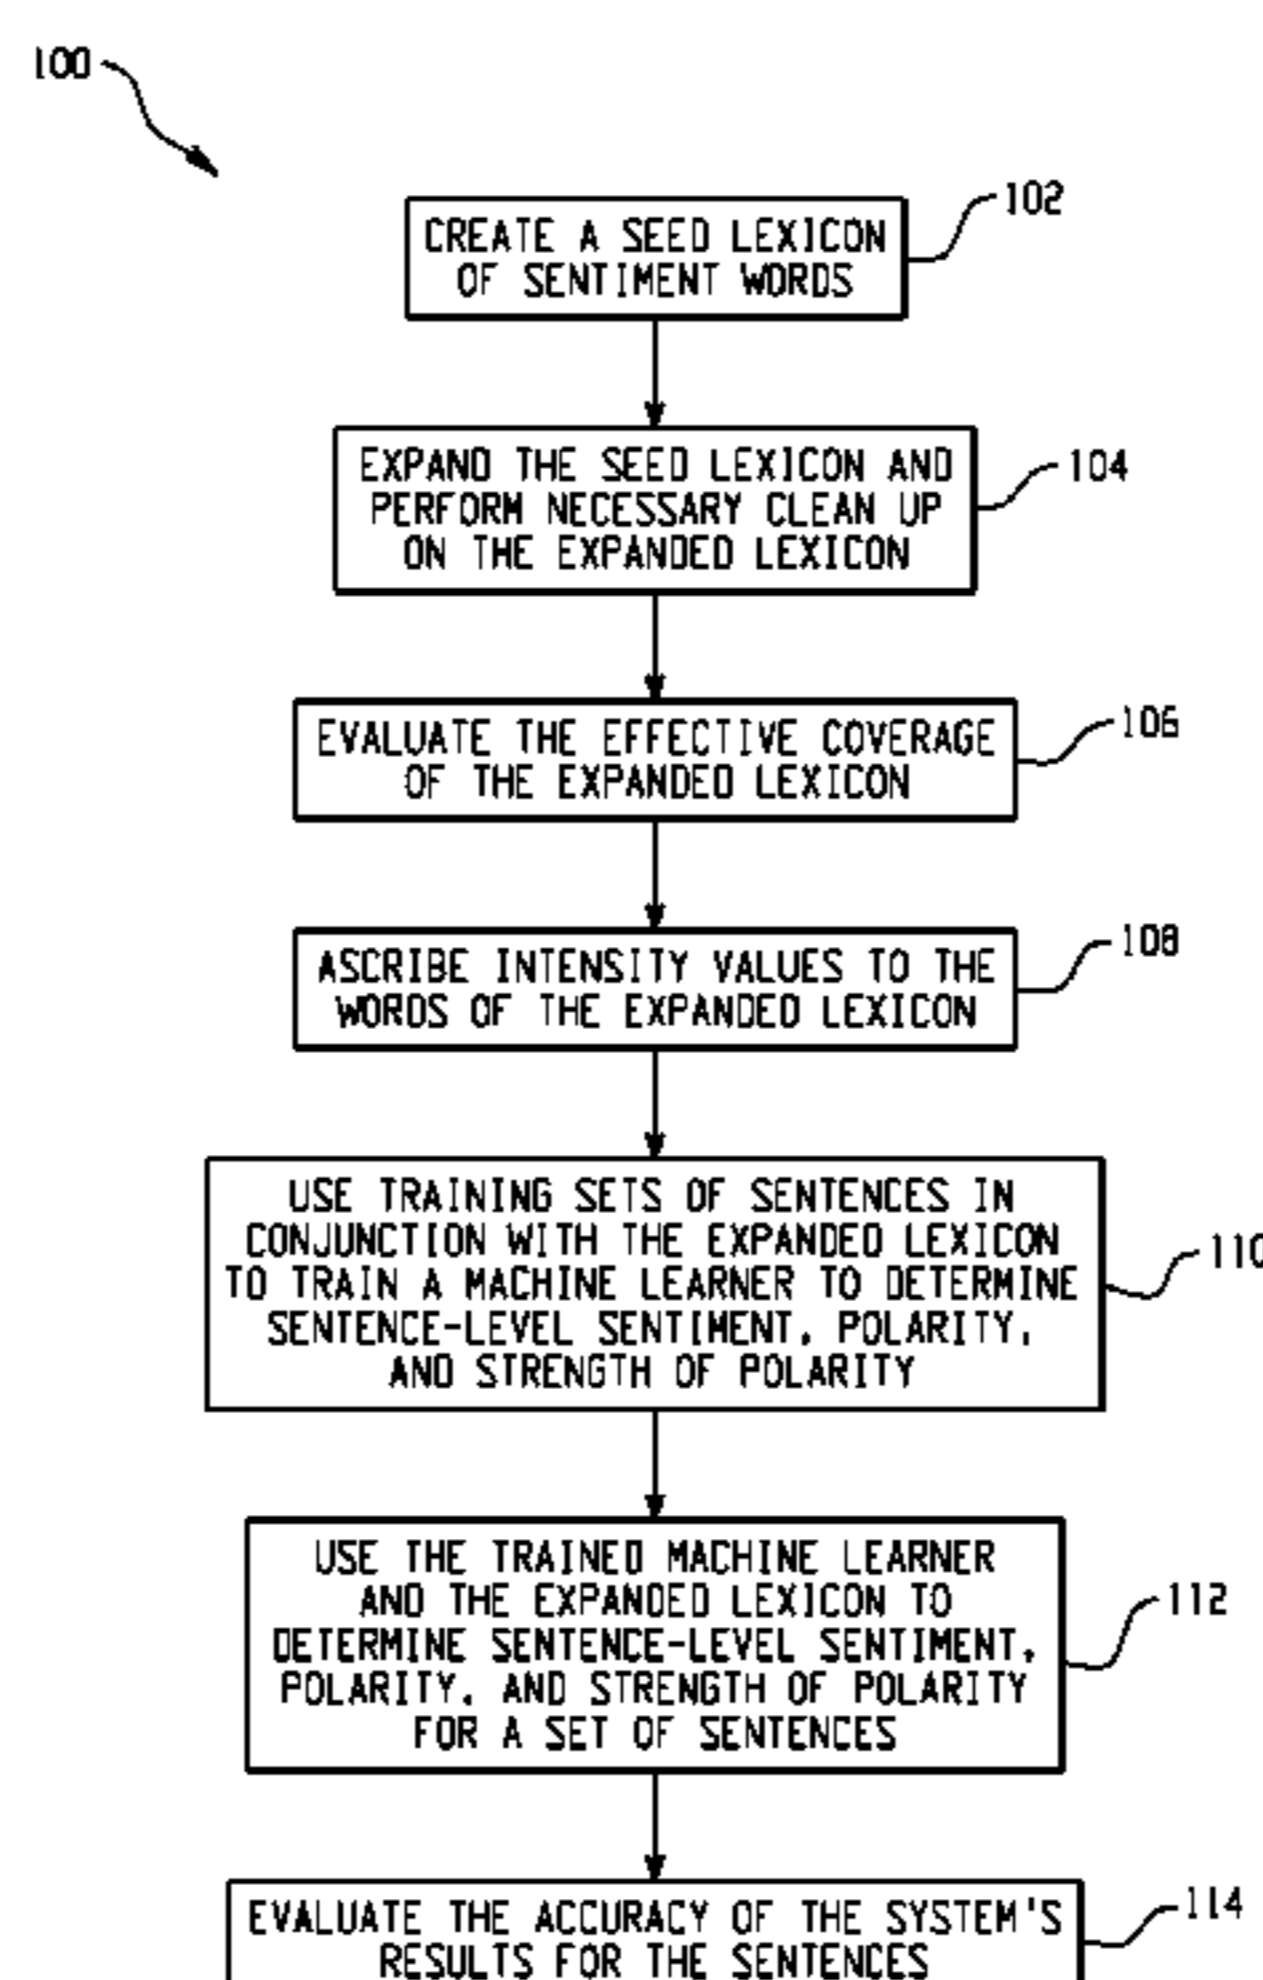 100
102
CREATE A SEED LEXICON
OF SENTIMENT WORDS
104
EXPAND THE SEED LEXICON AND
PERFORM NECESSARY CLEAN UP
ON THE EXPANDED LEXICON
106
EVALUATE THE EFFECTIVE COVERAGE
OF THE EXPANDED LEXICON
108
ASCRIBE INTENSITY VALUES TO THE
WORDS OF THE EXPANDED LEXICON
110
USE TRAINING SETS OF SENTENCES IN
CONJUNCTION WITH THE EXPANDED LEXICON
TO TRAIN A MACHINE LEARNER TO DETERMINE
SENTENCE-LEVEL SENTIMENT, POLARITY,
AND STRENGTH OF POLARITY
112
USE THE TRAINED MACHINE LEARNER
AND THE EXPANDED LEXICON TO
DETERMINE SENTENCE-LEVEL SENTIMENT,
POLARITY, AND STRENGTH OF POLARITY
FOR A SET OF SENTENCES
114
EVALUATE THE ACCURACY OF THE SYSTEM'S
RESULTS FOR THE SENTENCES